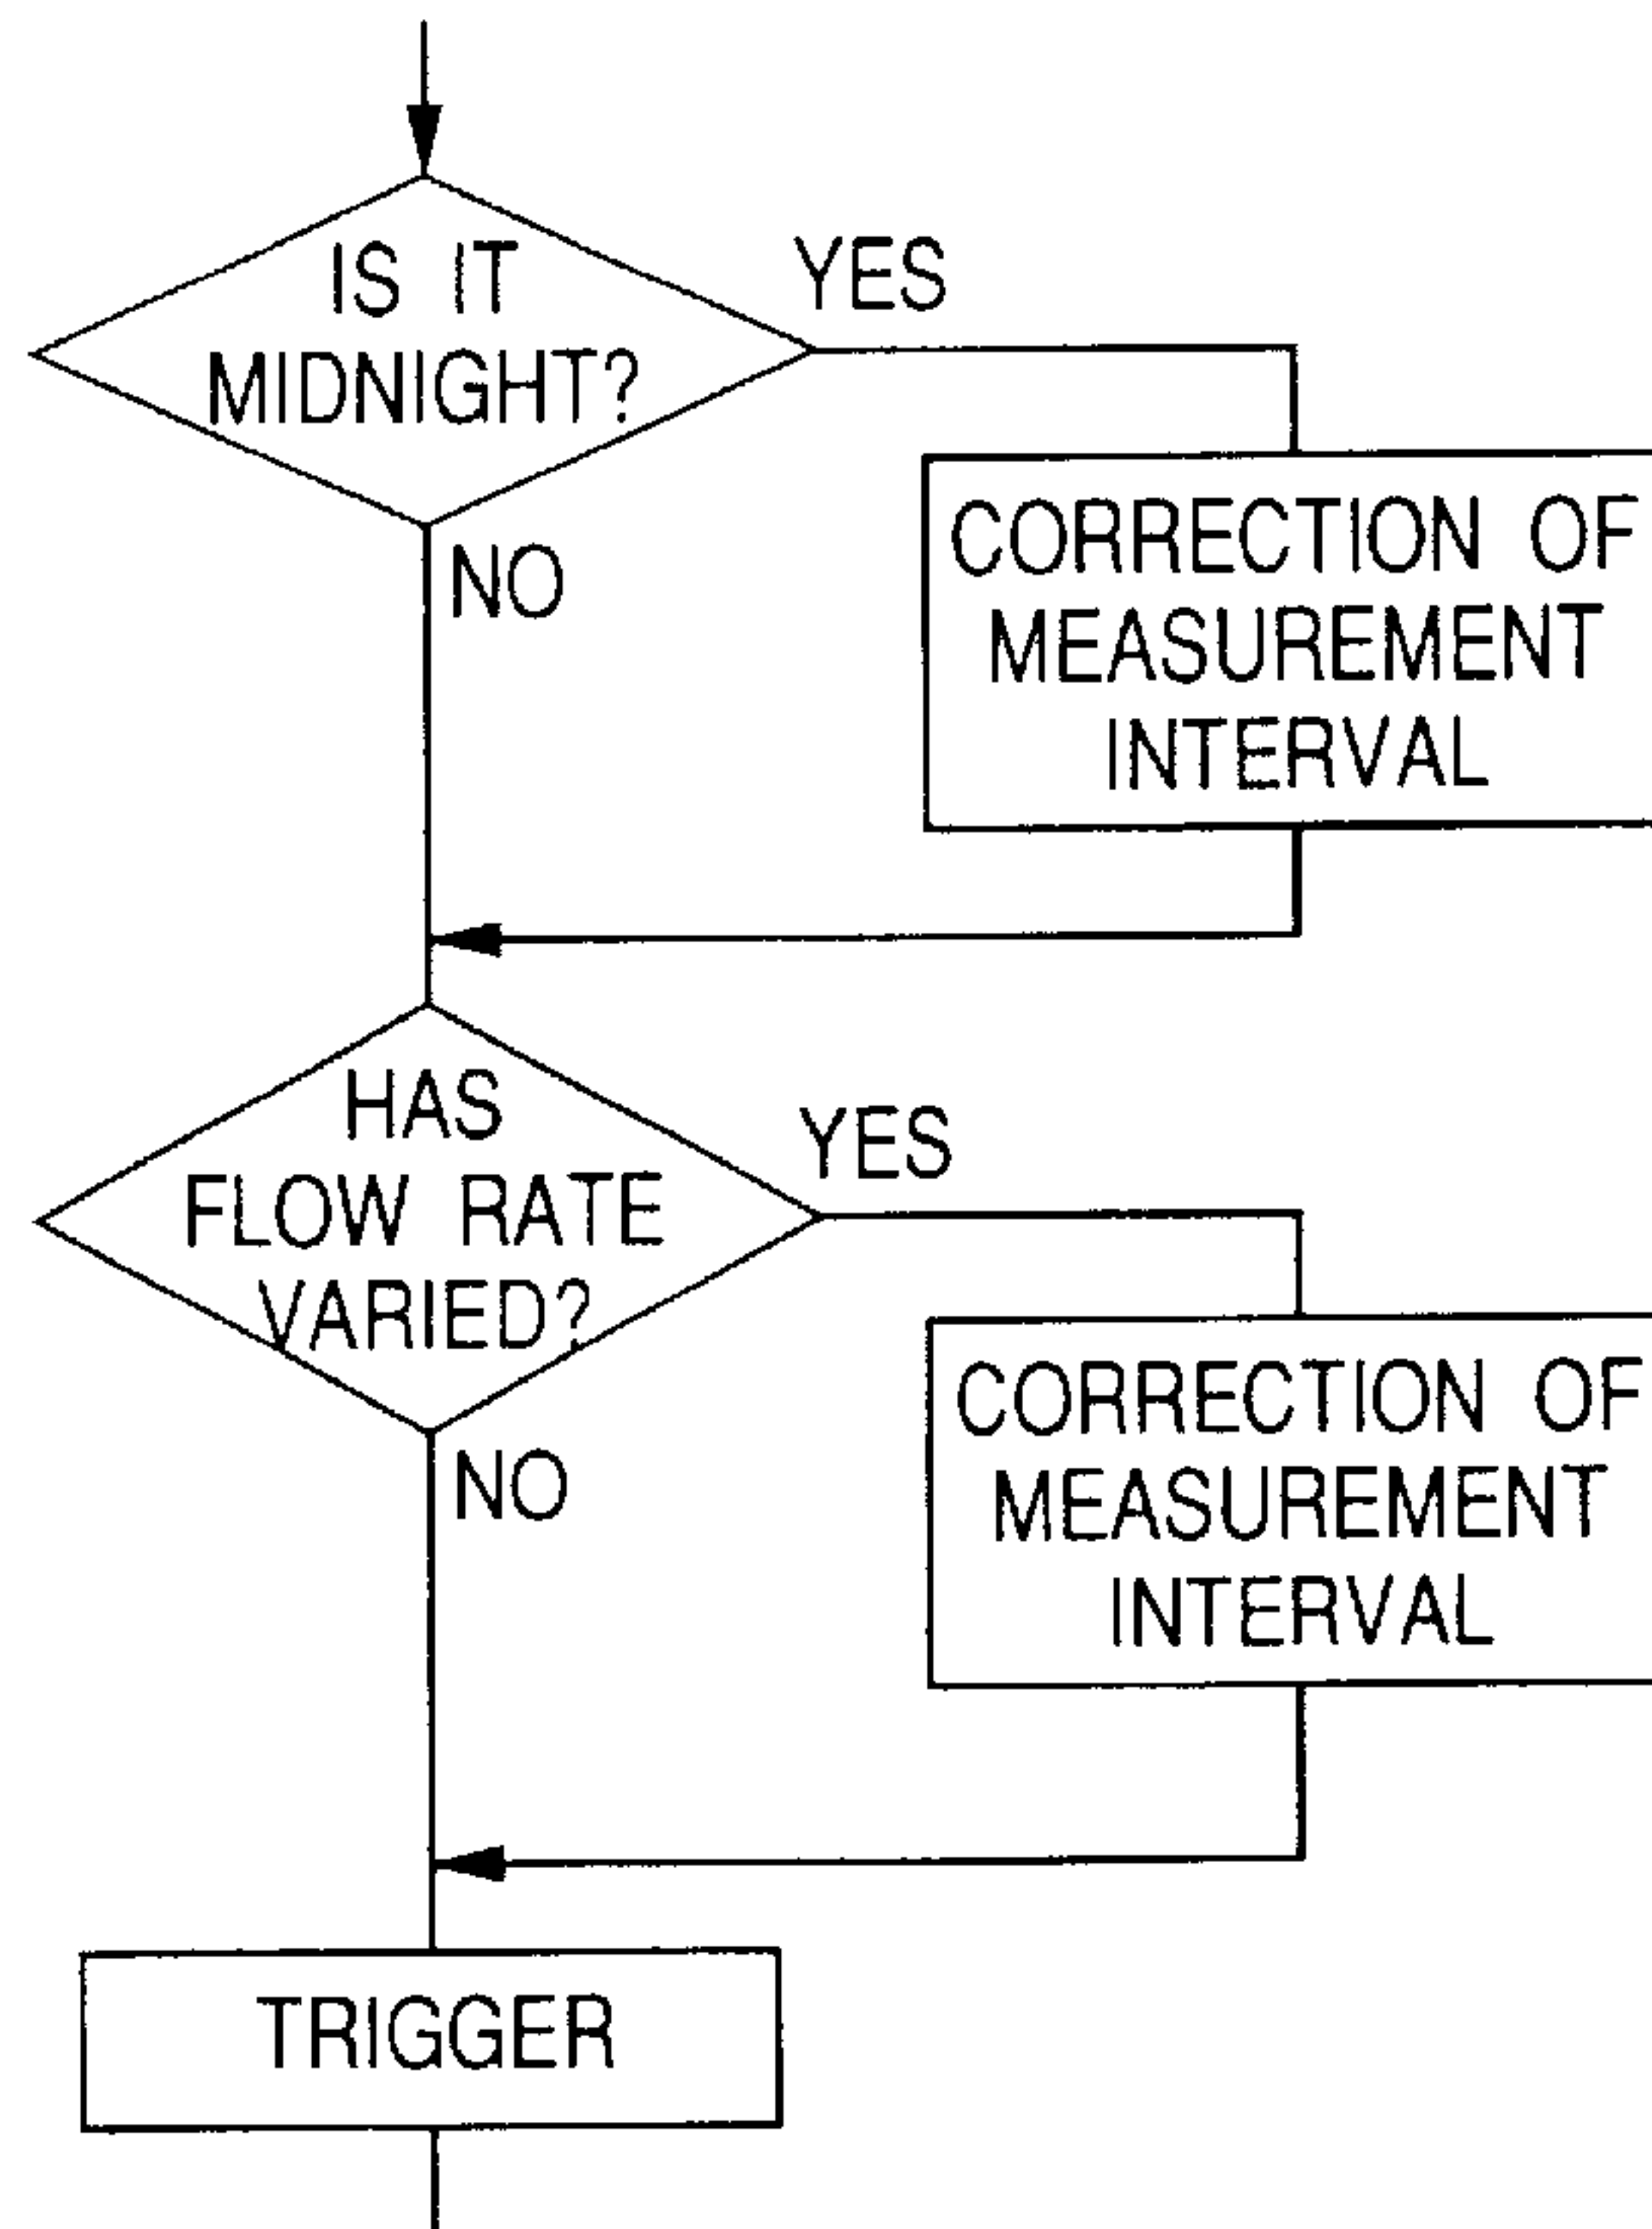 IS IT
MIDNIGHT?
YES
NO
CORRECTION OF
MEASUREMENT
INTERVAL
HAS
FLOW RATE
VARIED?
YES
NO
CORRECTION OF
MEASUREMENT
INTERVAL
TRIGGER